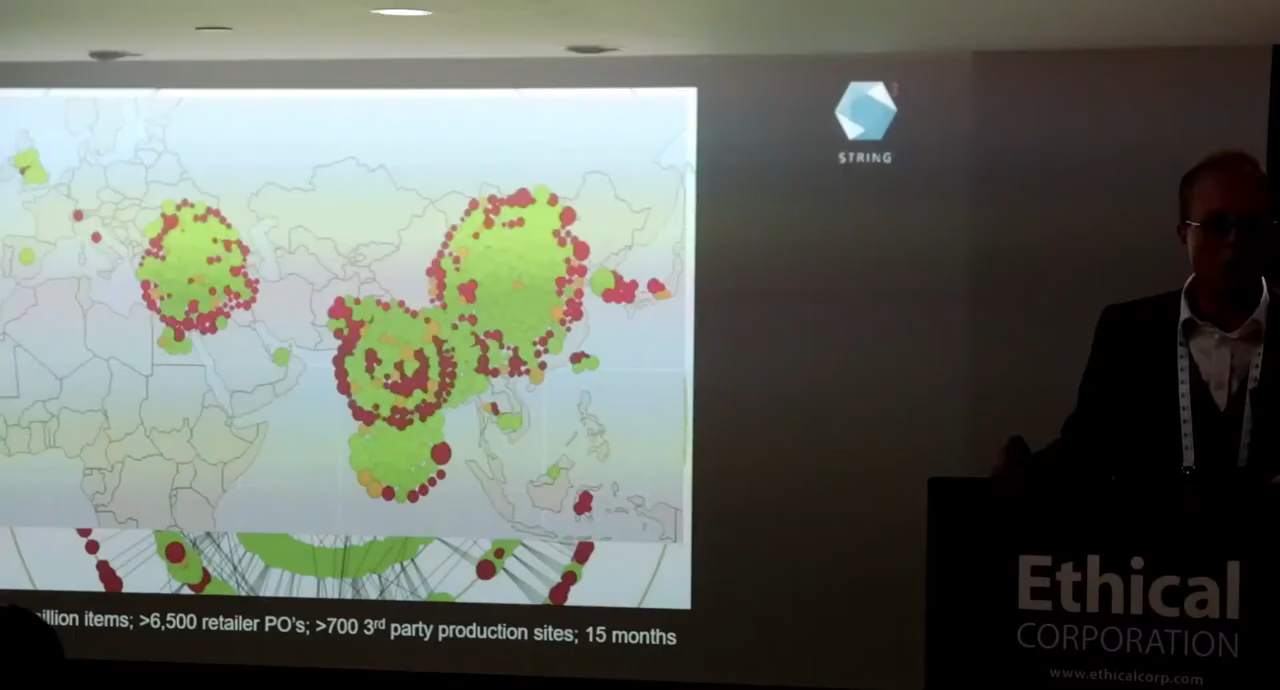 STRING
illion items; >6,500 retailer PO's; >700 3rd party production sites; 15 months
Ethical
CORPORATION
www.ethicalcorp.com